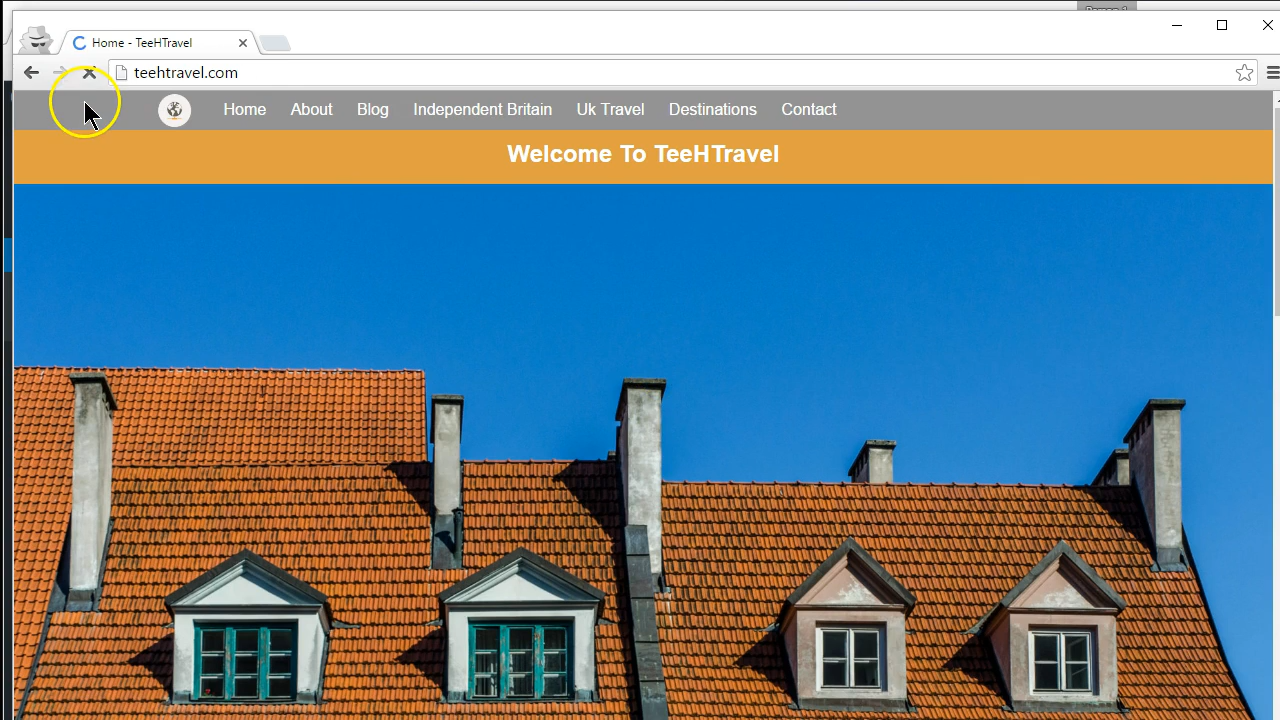 Home - TeeHTravel
teehtravel.com
Home About Blog Independent Britain Uk Travel Destinations Contact
Welcome To TeeHTravel